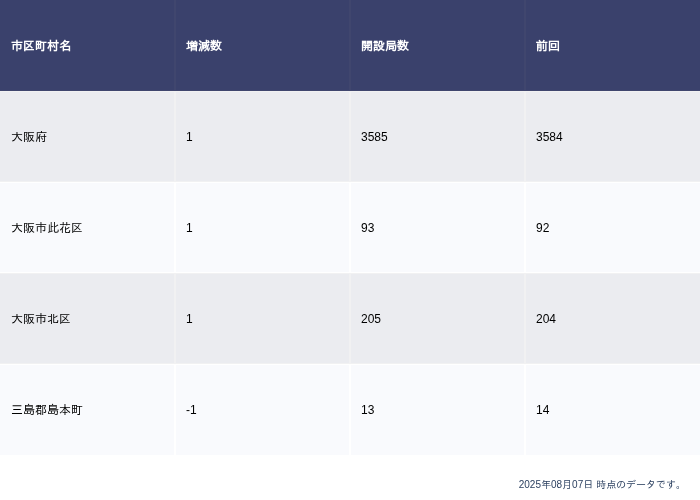 市区町村名 増減数 開設局数 前回
大阪府 1 3585 3584
大阪市此花区 1 93 92
大阪市北区 1 205 204
三島郡島本町 -1 13 14
2025年08月07日 時点のデータです。